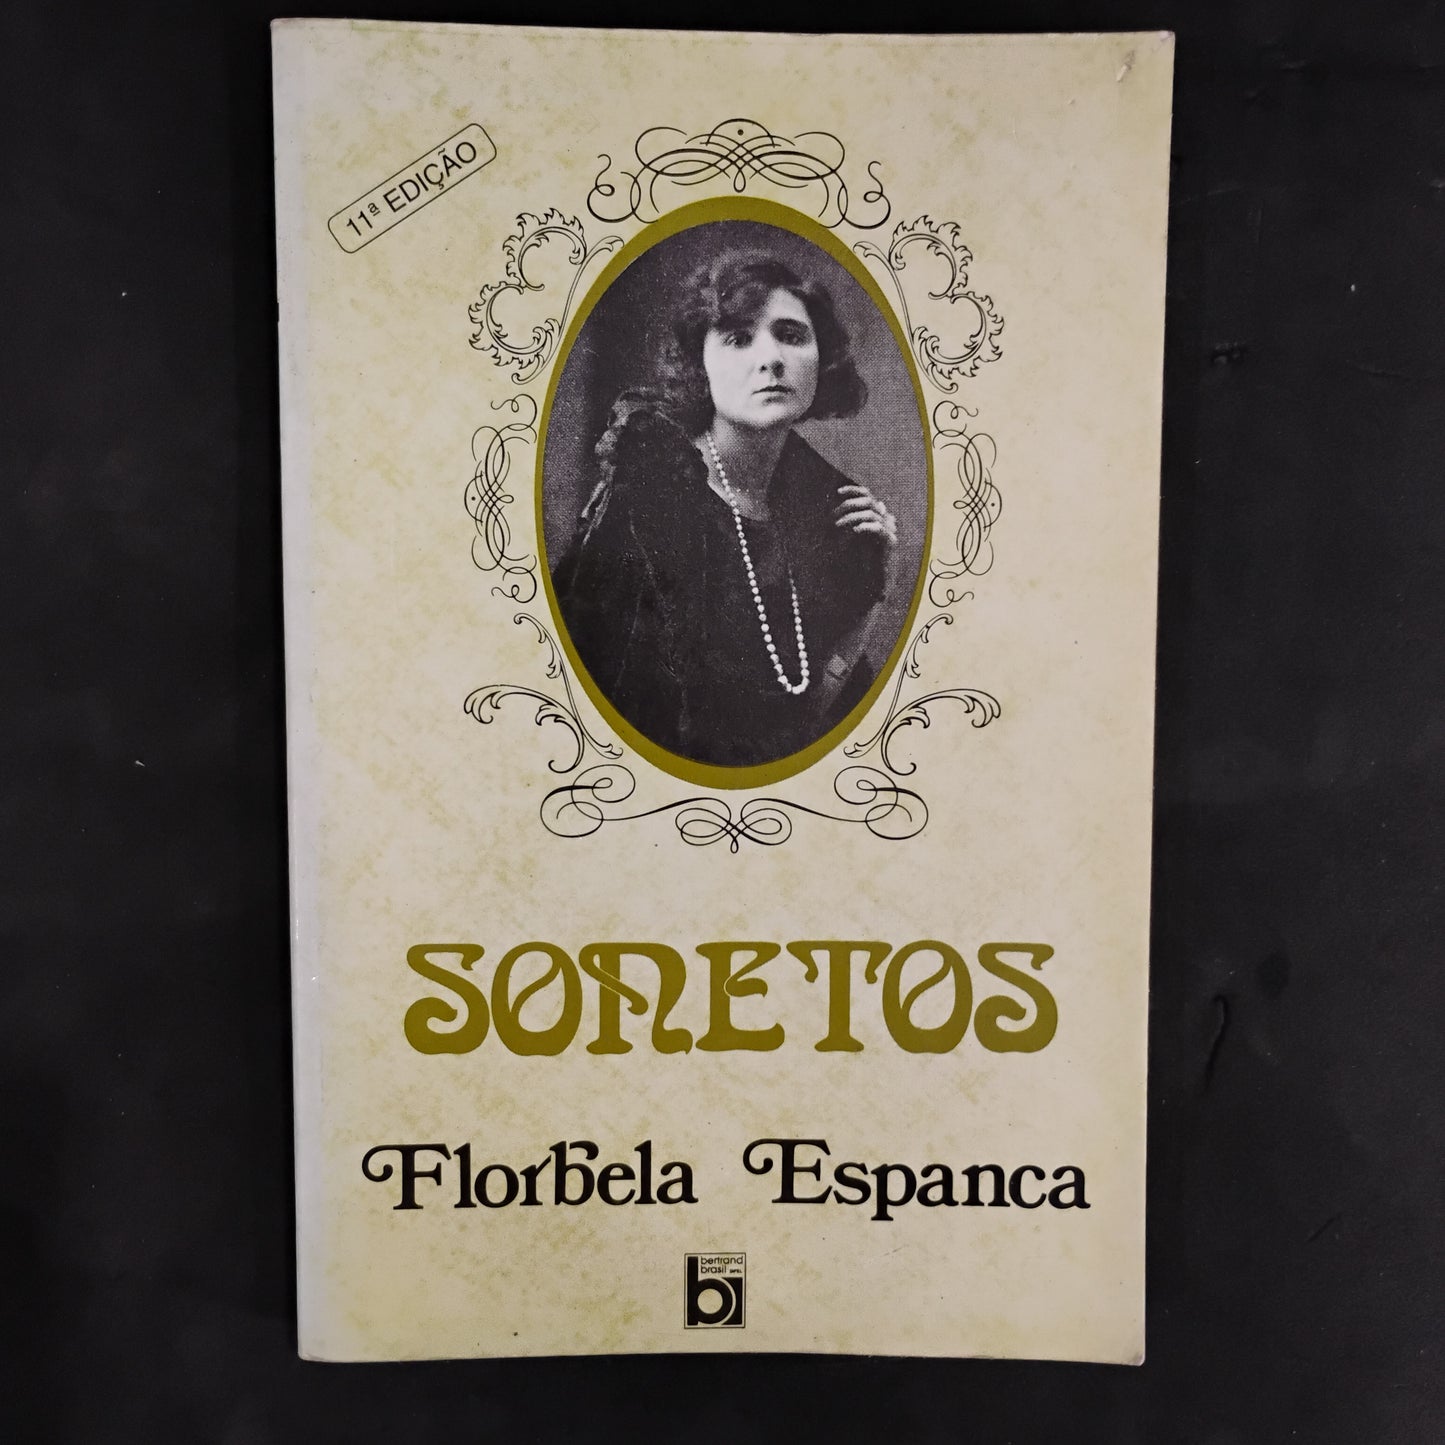 11ª EDIÇÃO
SONETOS
Florbela Espanca
bertrand
brasil